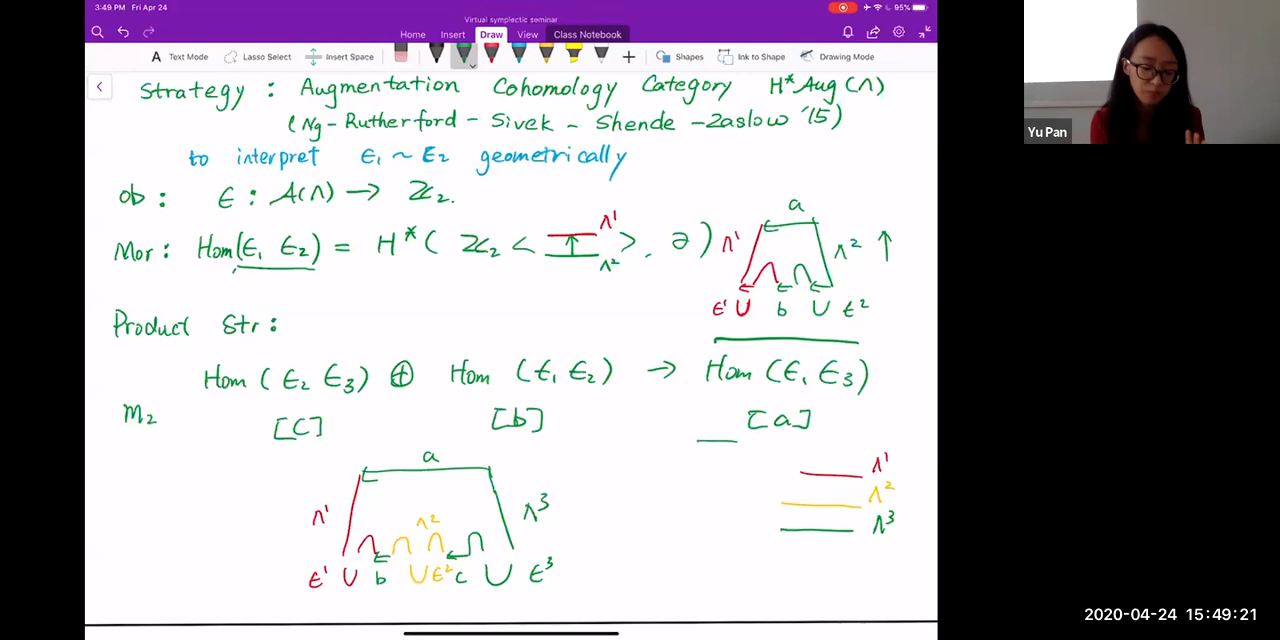 3:49 PM Fri Apr 24
95%
Virtual symplectic seminar
Home Insert Draw View Class Notebook
Text Mode Lasso Select Insert Space Shapes Ink to Shape Drawing Mode
Strategy : Augmentation Cohomology Category H*Aug(Λ)
(Ng-Rutherford-Sivek-Shende-Zaslow '15)
to interpret ε1 ~ ε2 geometrically
ob : ε : A(Λ) → Z2.
Mor : Hom(ε1 ε2) = H*( Z2 < ↑ Λ1 Λ2 >, ∂)
a
Λ1 Λ2 ↑
ε1 ∪ b ∪ ε2
Product Str :
Hom (ε2 ε3) ⊕ Hom (ε1 ε2) → Hom (ε1 ε3)
M2 [c] [b] [a]
a
Λ1 Λ2 Λ3
ε1 ∪ b ∪ ε2 c ∪ ε3
Λ1
Λ2
Λ3
Yu Pan
2020-04-24 15:49:21